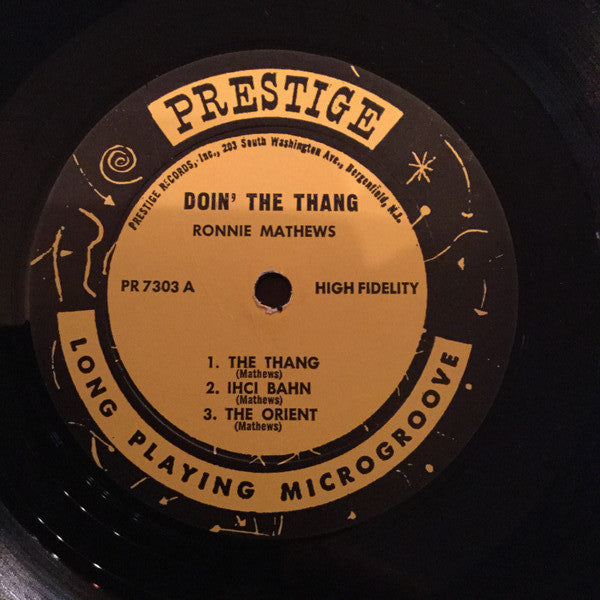 PRESTIGE
PRESTIGE RECORDS, Inc., 203 South Washington Ave., Bergenfield, N.J.
DOIN' THE THANG
RONNIE MATHEWS
PR 7303 A
HIGH FIDELITY
1. THE THANG
(Mathews)
2. IHCI BAHN
(Mathews)
3. THE ORIENT
(Mathews)
LONG PLAYING MICROGROOVE